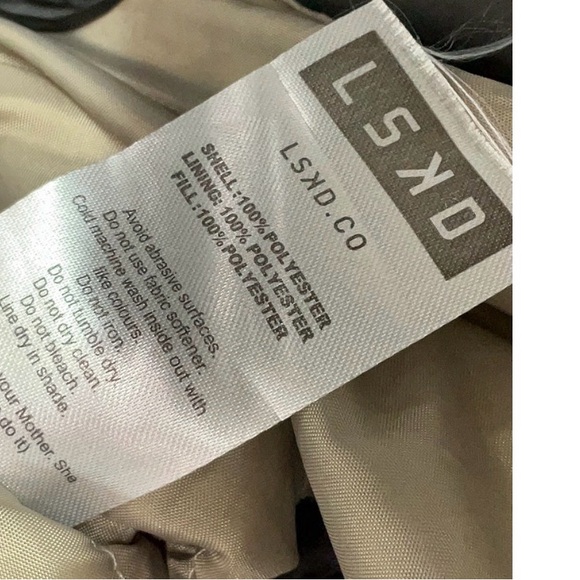 LSKD
LSKD.CO
SHELL:100%POLYESTER
LINING: 100% POLYESTER
FILL:100%POLYESTER
Avoid abrasive surfaces.
Do not use fabric softener.
Cold machine wash inside out with
like colours.
Do not iron.
Do not tumble dry
Do not dry clean.
Do not bleach.
Line dry in shade.
your Mother. She
do it)